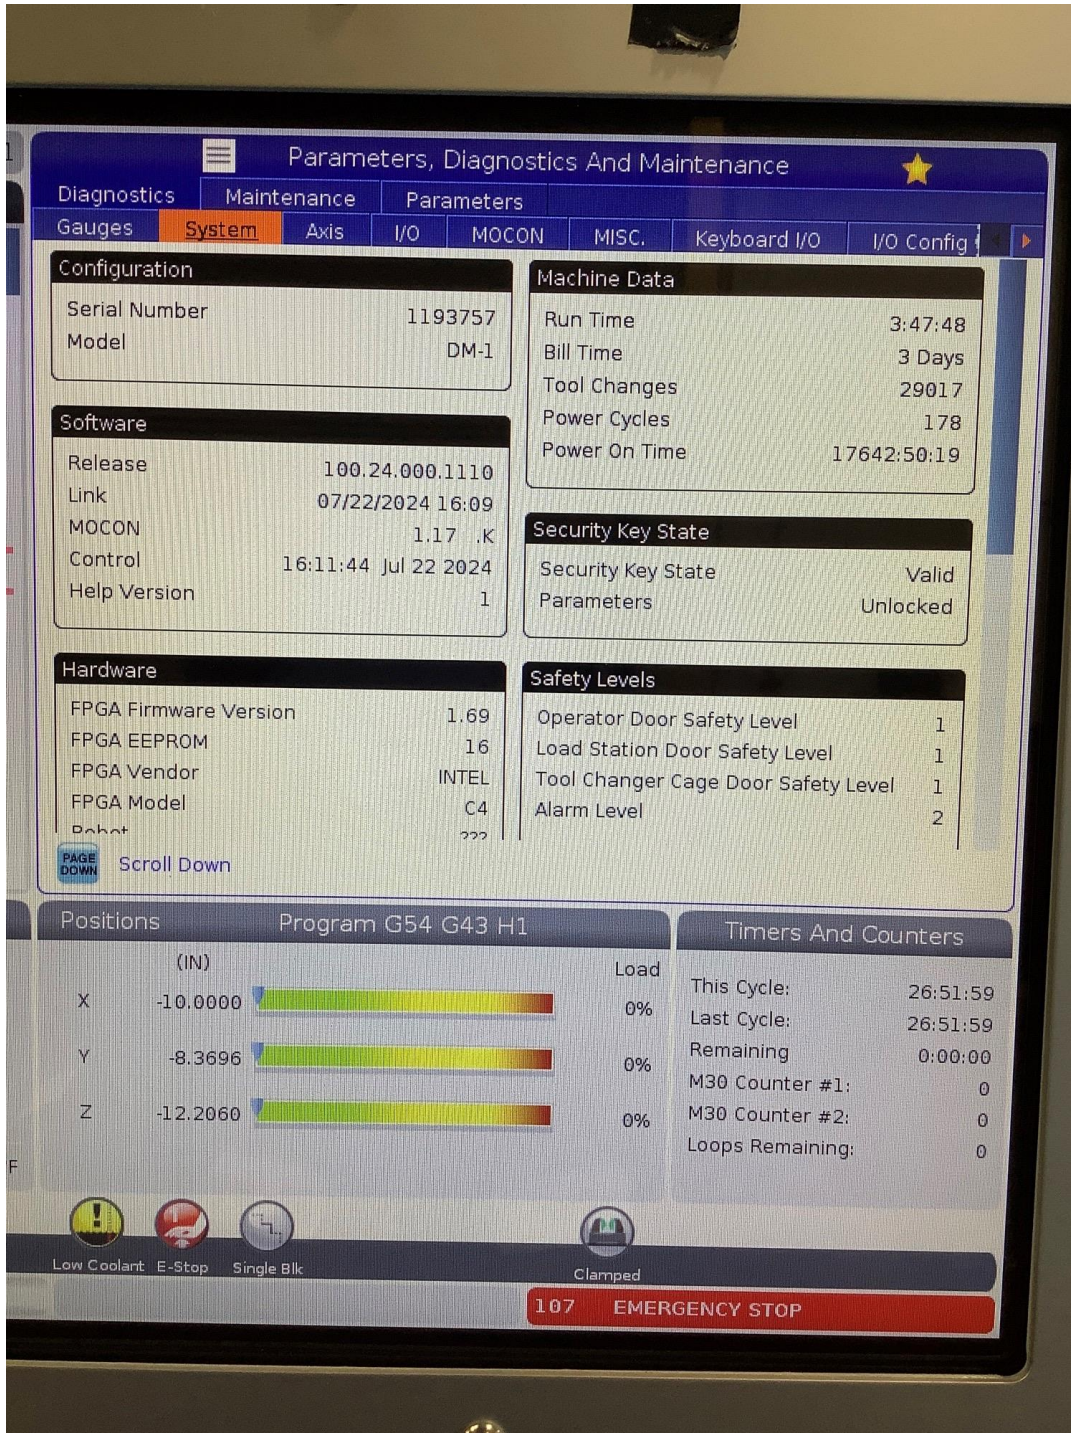 Parameters, Diagnostics And Maintenance
Diagnostics Maintenance Parameters
Gauges System Axis I/O MOCON MISC. Keyboard I/O I/O Config
Configuration
Serial Number 1193757
Model DM-1
Software
Release 100.24.000.1110
Link 07/22/2024 16:09
MOCON 1.17 .K
Control 16:11:44 Jul 22 2024
Help Version 1
Hardware
FPGA Firmware Version 1.69
FPGA EEPROM 16
FPGA Vendor INTEL
FPGA Model C4
Robot ???
Machine Data
Run Time 3:47:48
Bill Time 3 Days
Tool Changes 29017
Power Cycles 178
Power On Time 17642:50:19
Security Key State
Security Key State Valid
Parameters Unlocked
Safety Levels
Operator Door Safety Level 1
Load Station Door Safety Level 1
Tool Changer Cage Door Safety Level 1
Alarm Level 2
PAGE DOWN Scroll Down
Positions Program G54 G43 H1
(IN) Load
X -10.0000 0%
Y -8.3696 0%
Z -12.2060 0%
Timers And Counters
This Cycle: 26:51:59
Last Cycle: 26:51:59
Remaining 0:00:00
M30 Counter #1: 0
M30 Counter #2: 0
Loops Remaining: 0
F
Low Coolant E-Stop Single Blk Clamped
107 EMERGENCY STOP